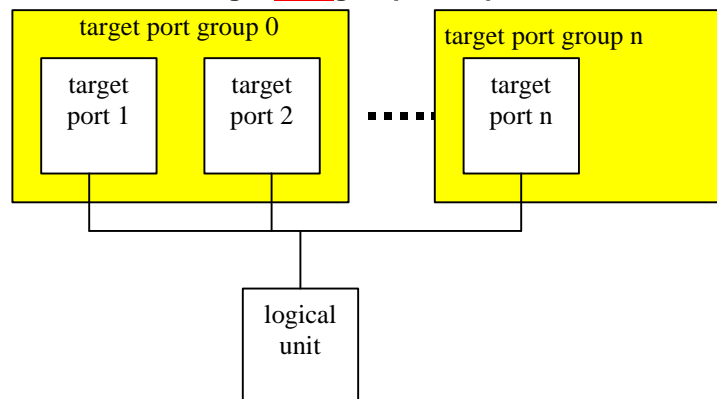 target port group 0
target port group n
target
port 1
target
port 2
target
port n
logical
unit